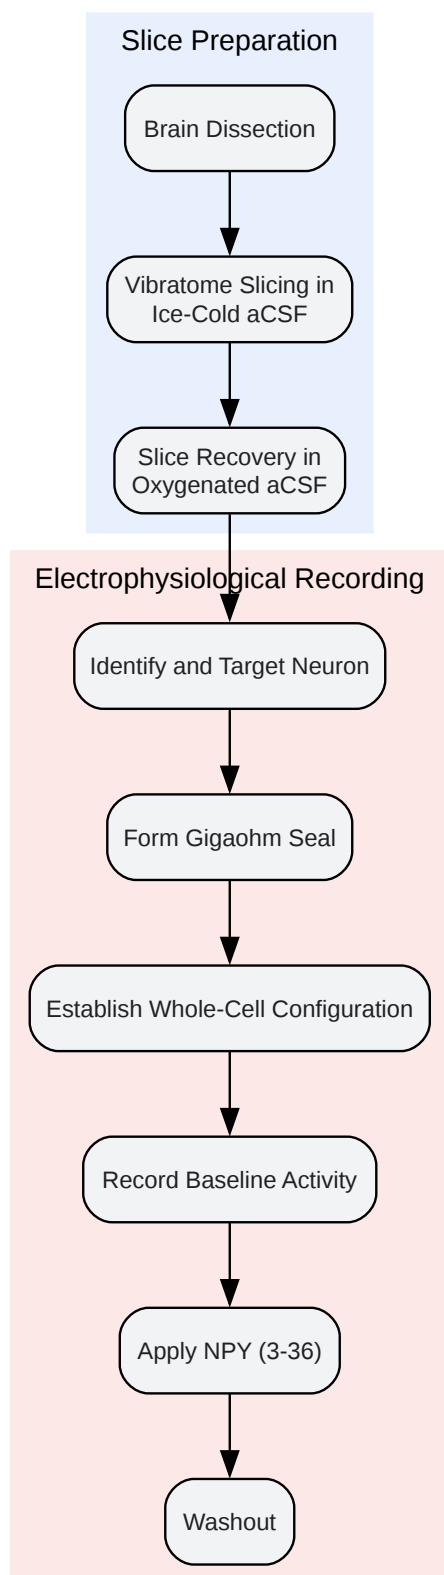 Slice Preparation
Brain Dissection
Vibratome Slicing in
Ice-Cold aCSF
Slice Recovery in
Oxygenated aCSF
Electrophysiological Recording
Identify and Target Neuron
Form Gigaohm Seal
Establish Whole-Cell Configuration
Record Baseline Activity
Apply NPY (3-36)
Washout